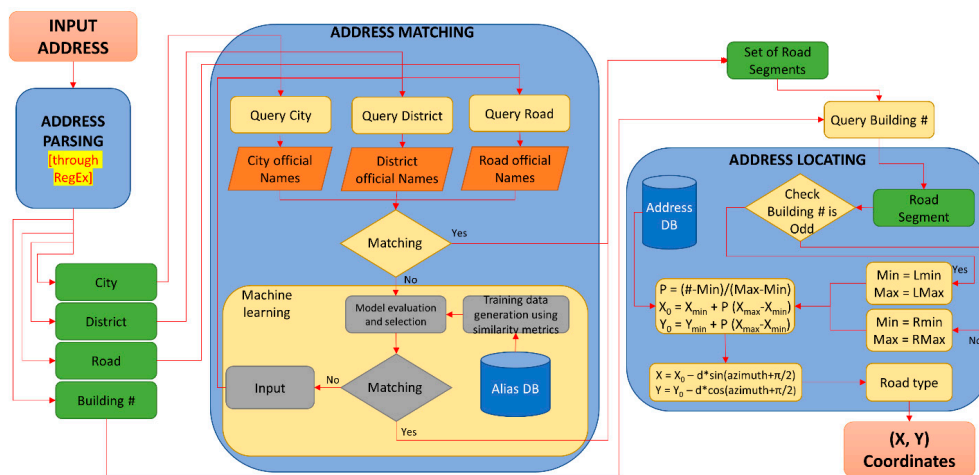 INPUT
ADDRESS
ADDRESS
PARSING
[through
RegEx]
City
District
Road
Building #
ADDRESS MATCHING
Query City
Query District
Query Road
City official
Names
District
official Names
Road official
Names
Matching
Yes
No
Machine
learning
Model evaluation
and selection
Training data
generation using
similarity metrics
Input
No
Matching
Alias DB
Yes
Set of Road
Segments
Query Building #
ADDRESS LOCATING
Address
DB
Check
Building # is
Odd
Road
Segment
Yes
Min = Lmin
Max = LMax
Min = Rmin
Max = RMax
No
P = (#-Min)/(Max-Min)
X₀ = Xmin + P (Xmax-Xmin)
Y₀ = Ymin + P (Xmax-Xmin)
X = X₀ – d*sin(azimuth+π/2)
Y = Y₀ – d*cos(azimuth+π/2)
Road type
(X, Y)
Coordinates